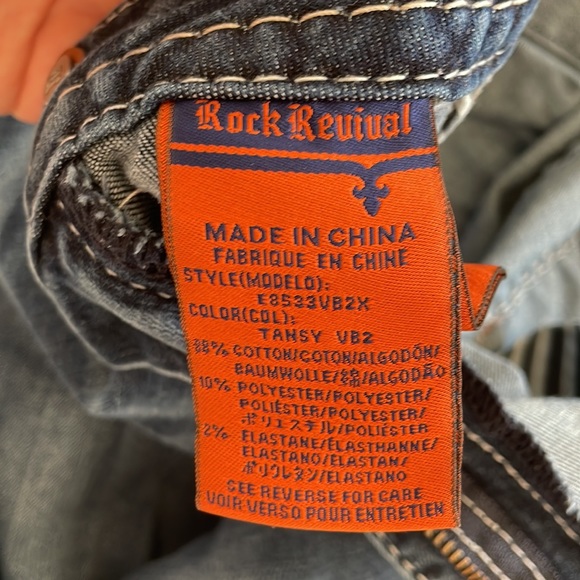 Rock Revival
MADE IN CHINA
FABRIQUE EN CHINE
STYLE(MODELO):
E8533VB2X
COLOR(COL):
TANSY VB2
88% COTTON/COTON/ALGODÓN/
BAUMWOLLE/綿/ALGODÃO
10% POLYESTER/POLYESTER/
POLIÉSTER/POLYESTER/
ポリエステル/POLIÉSTER
2% ELASTANE/ÉLASTHANNE/
ELASTANO/ELASTAN/
ポリウレタン/ELASTANO
SEE REVERSE FOR CARE
VOIR VERSO POUR ENTRETIEN